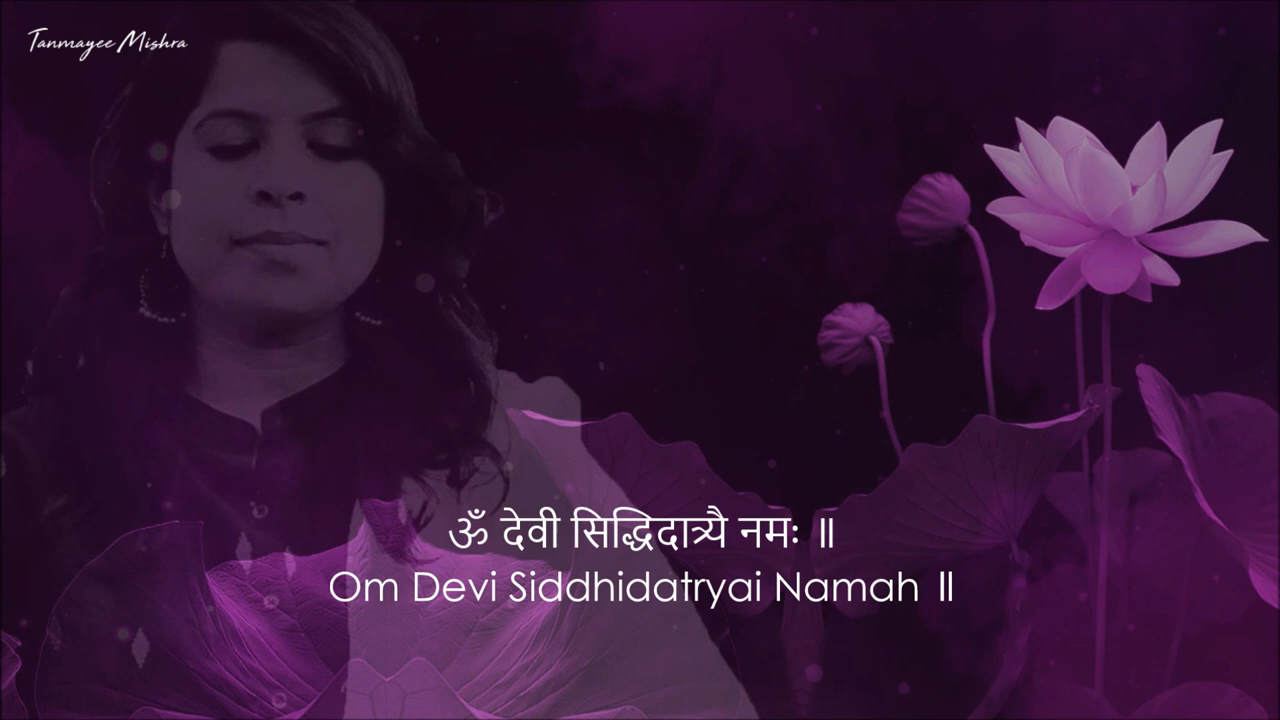 Tanmayee Mishra
ॐ देवी सिद्धिदात्र्यै नमः ॥
Om Devi Siddhidatryai Namah ॥